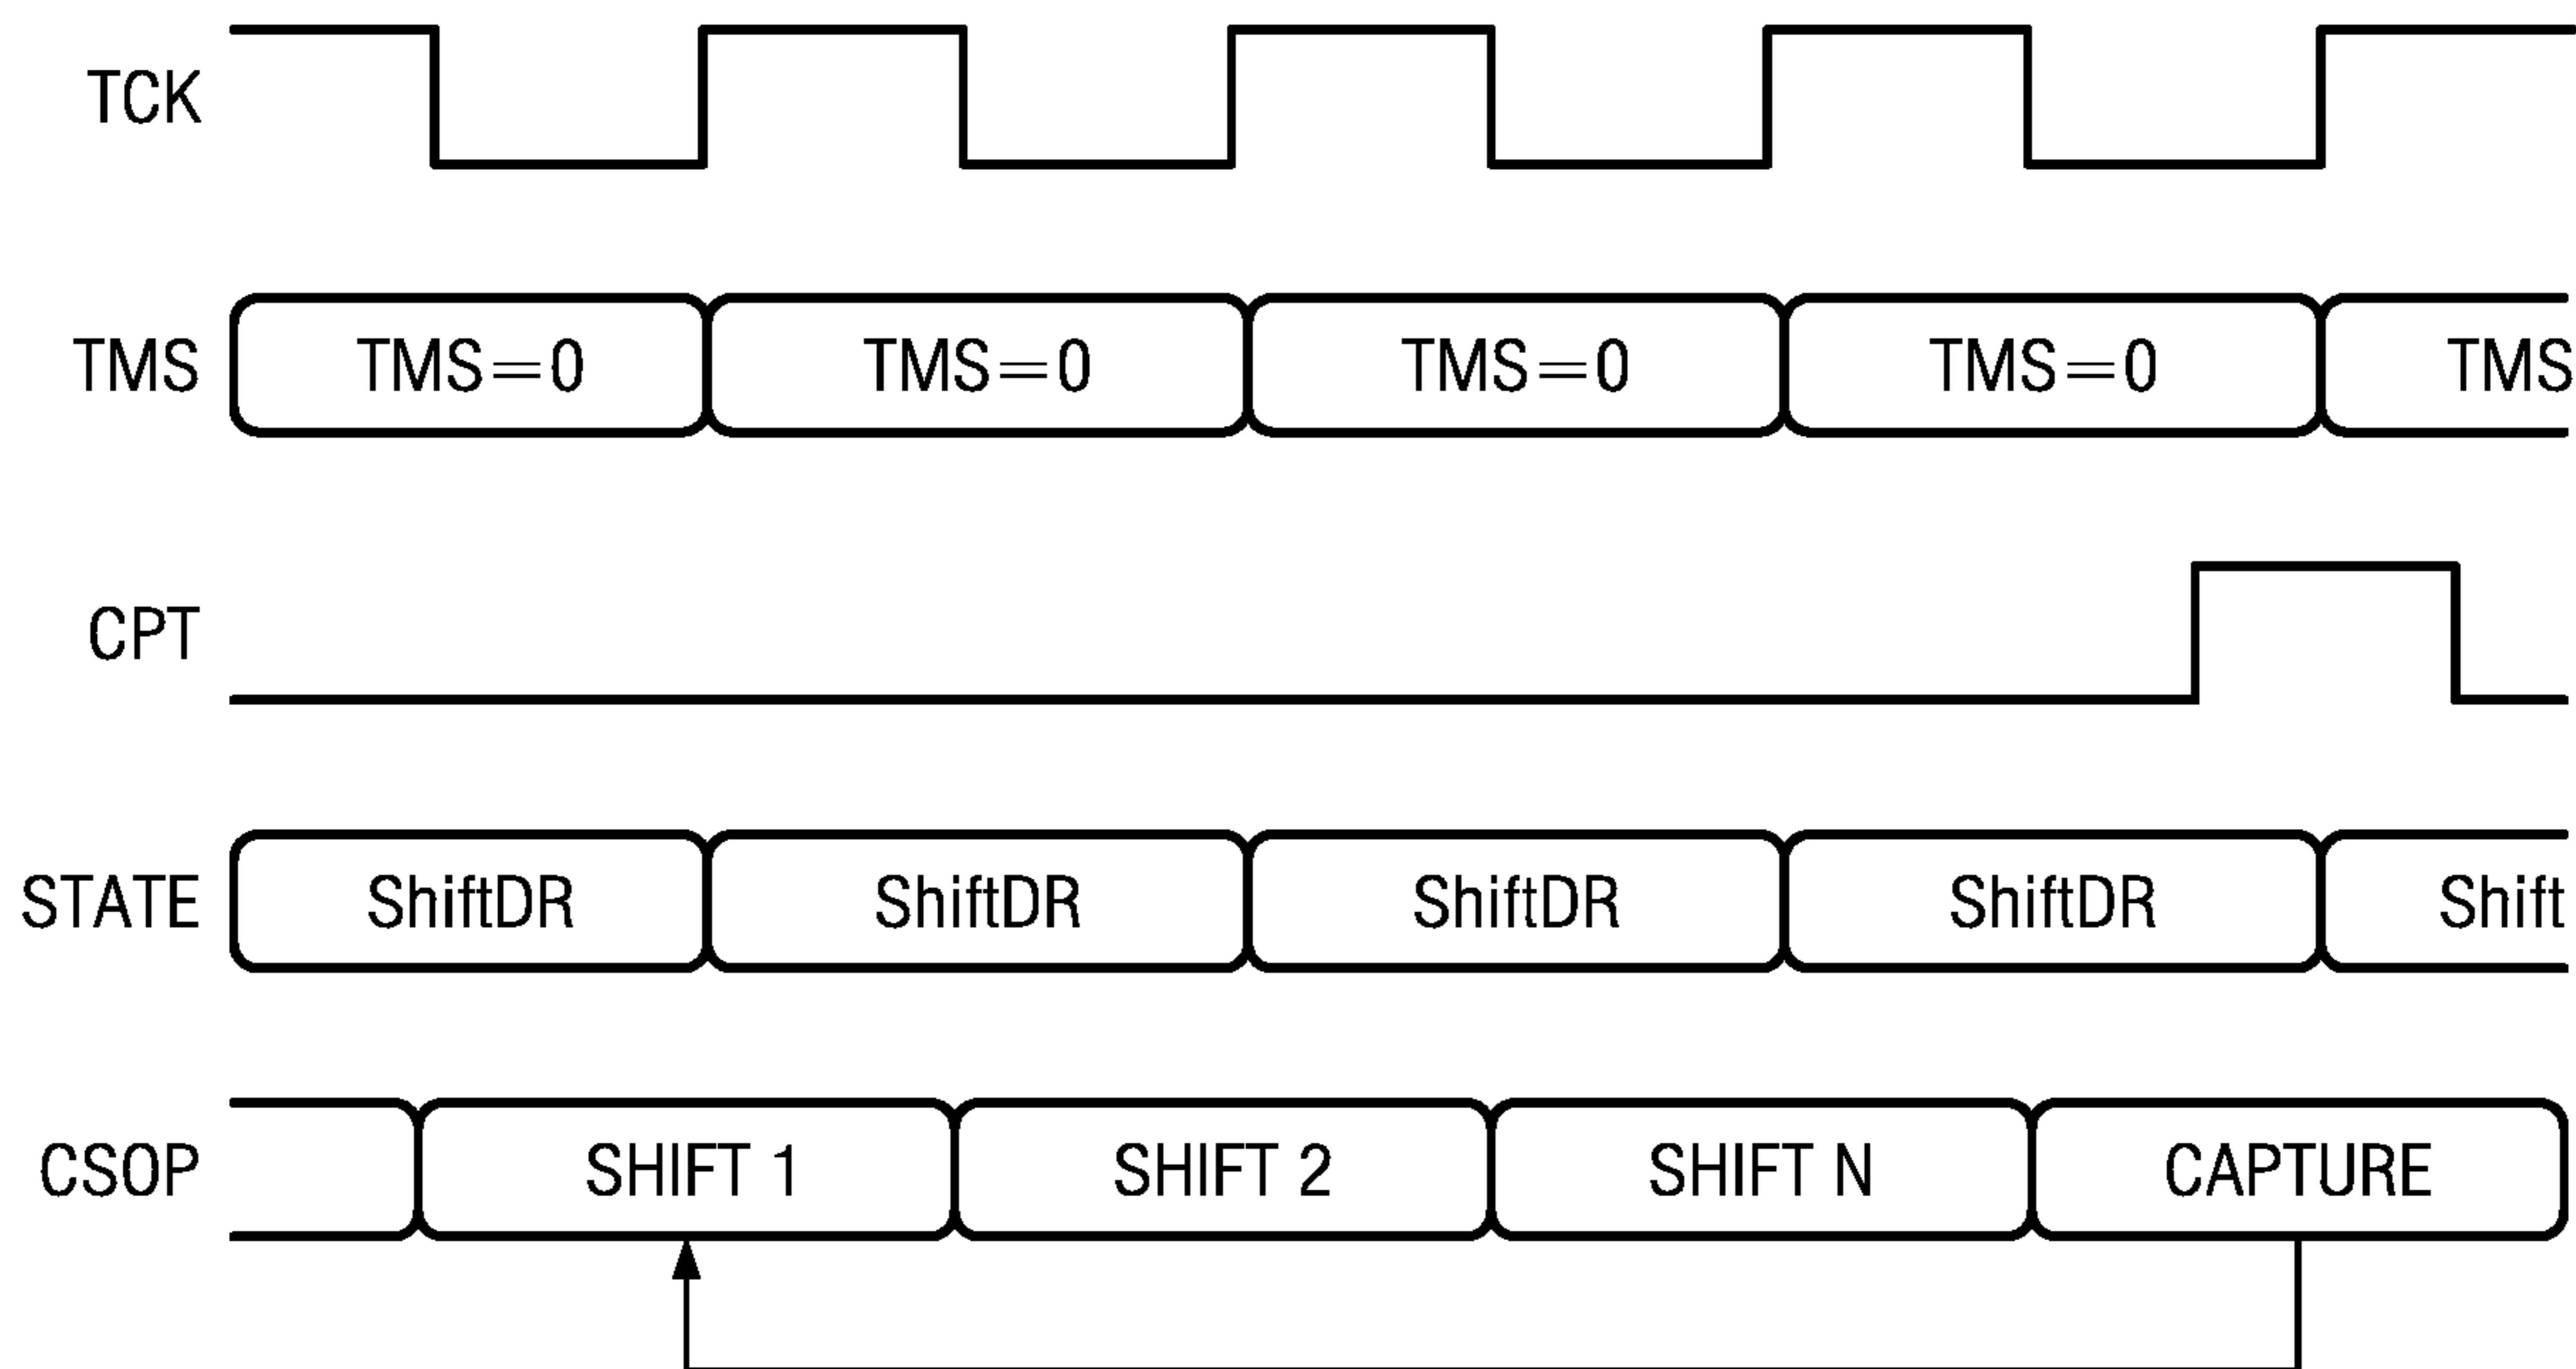 TCK
TMS TMS=0 TMS=0 TMS=0 TMS=0 TMS
CPT
STATE ShiftDR ShiftDR ShiftDR ShiftDR Shift
CSOP SHIFT 1 SHIFT 2 SHIFT N CAPTURE